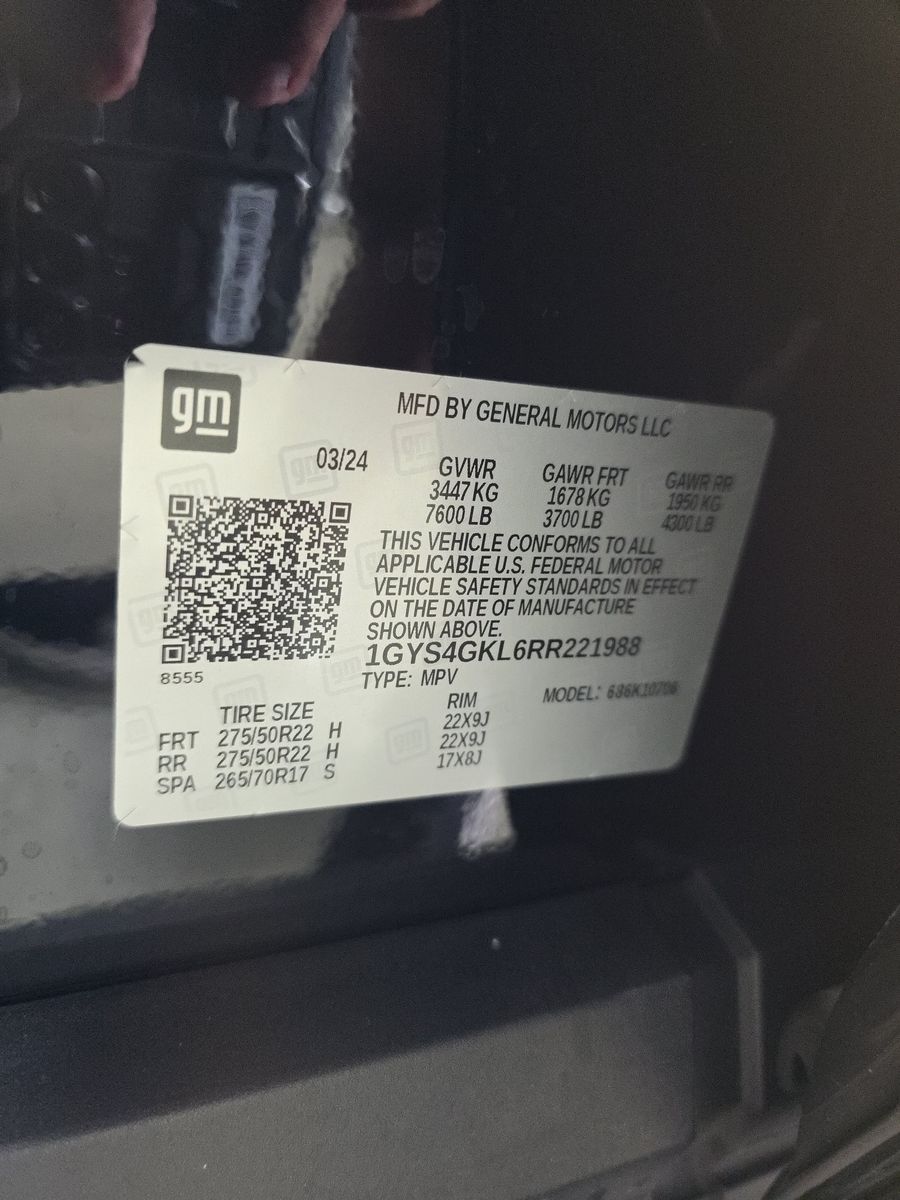 gm
MFD BY GENERAL MOTORS LLC
03/24
GVWR GAWR FRT GAWR RR
3447 KG 1678 KG 1950 KG
7600 LB 3700 LB 4300 LB
THIS VEHICLE CONFORMS TO ALL
APPLICABLE U.S. FEDERAL MOTOR
VEHICLE SAFETY STANDARDS IN EFFECT
ON THE DATE OF MANUFACTURE
SHOWN ABOVE.
1GYS4GKL6RR221988
8555
TYPE: MPV
MODEL:
TIRE SIZE RIM
FRT 275/50R22 H 22X9J
RR 275/50R22 H 22X9J
SPA 265/70R17 S 17X8J